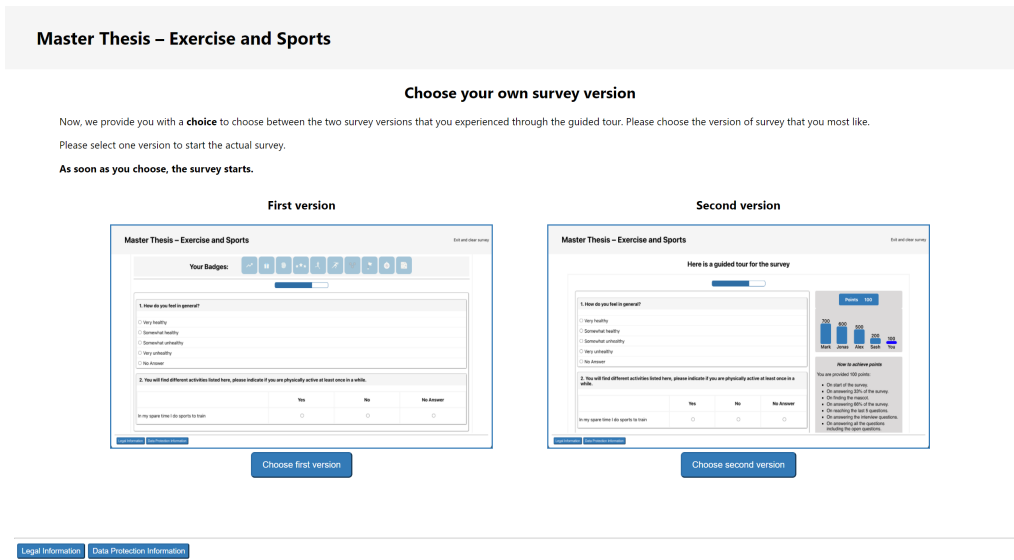 Master Thesis – Exercise and Sports
Choose your own survey version
Now, we provide you with a choice to choose between the two survey versions that you experienced through the guided tour. Please choose the version of survey that you most like.
Please select one version to start the actual survey.
As soon as you choose, the survey starts.
First version
Master Thesis – Exercise and Sports
Exit and clear survey
Your Badges:
1. How do you feel in general?
Very healthy
Somewhat healthy
Somewhat unhealthy
Very unhealthy
No Answer
2. You will find different activities listed here, please indicate if you are physically active at least once in a while.
Yes No No Answer
In my spare time I do sports to train
Legal Information Data Protection Information
Choose first version
Second version
Master Thesis – Exercise and Sports
Exit and clear survey
Here is a guided tour for the survey
1. How do you feel in general?
Very healthy
Somewhat healthy
Somewhat unhealthy
Very unhealthy
No Answer
2. You will find different activities listed here, please indicate if you are physically active at least once in a
while.
Yes No No Answer
In my spare time I do sports to train
Points 100
700 600 500 200 100
Mark Jonas Alex Sash You
How to achieve points
You are provided 100 points:
On start of the survey.
On answering 33% of the survey.
On finding the mascot.
On answering 66% of the survey.
On reaching the last 5 questions.
On answering the interview questions.
On answering all the questions
including the open questions.
Legal Information Data Protection Information
Choose second version
Legal Information Data Protection Information